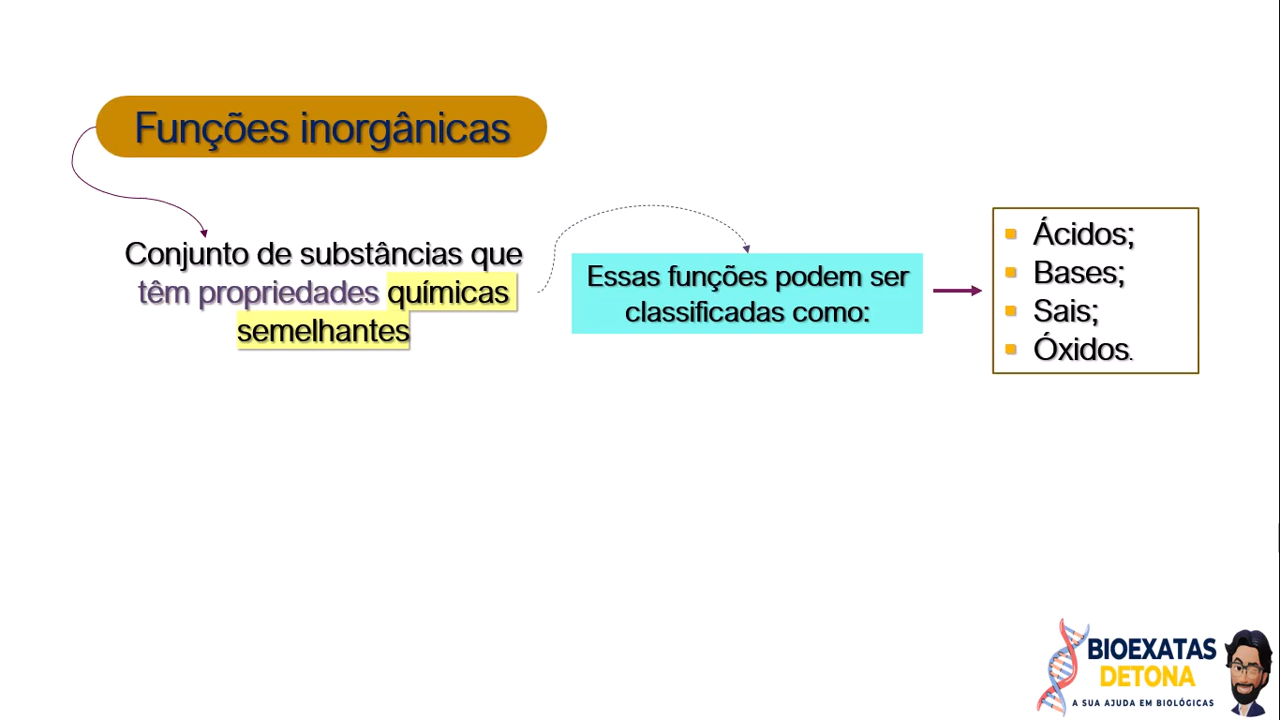 Funções inorgânicas
Conjunto de substâncias que
têm propriedades químicas
semelhantes
Essas funções podem ser
classificadas como:
Ácidos;
Bases;
Sais;
Óxidos.
BIOEXATAS
DETONA
A SUA AJUDA EM BIOLÓGICAS